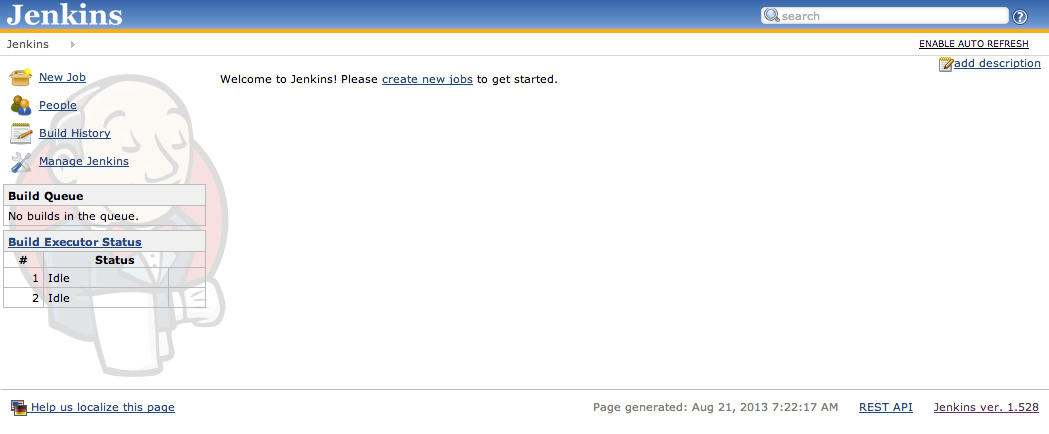 Jenkins
search
Jenkins
ENABLE AUTO REFRESH
add description
New Job
Welcome to Jenkins! Please create new jobs to get started.
People
Build History
Manage Jenkins
Build Queue
No builds in the queue.
Build Executor Status
# Status
1 Idle
2 Idle
Help us localize this page Page generated: Aug 21, 2013 7:22:17 AM REST API Jenkins ver. 1.528